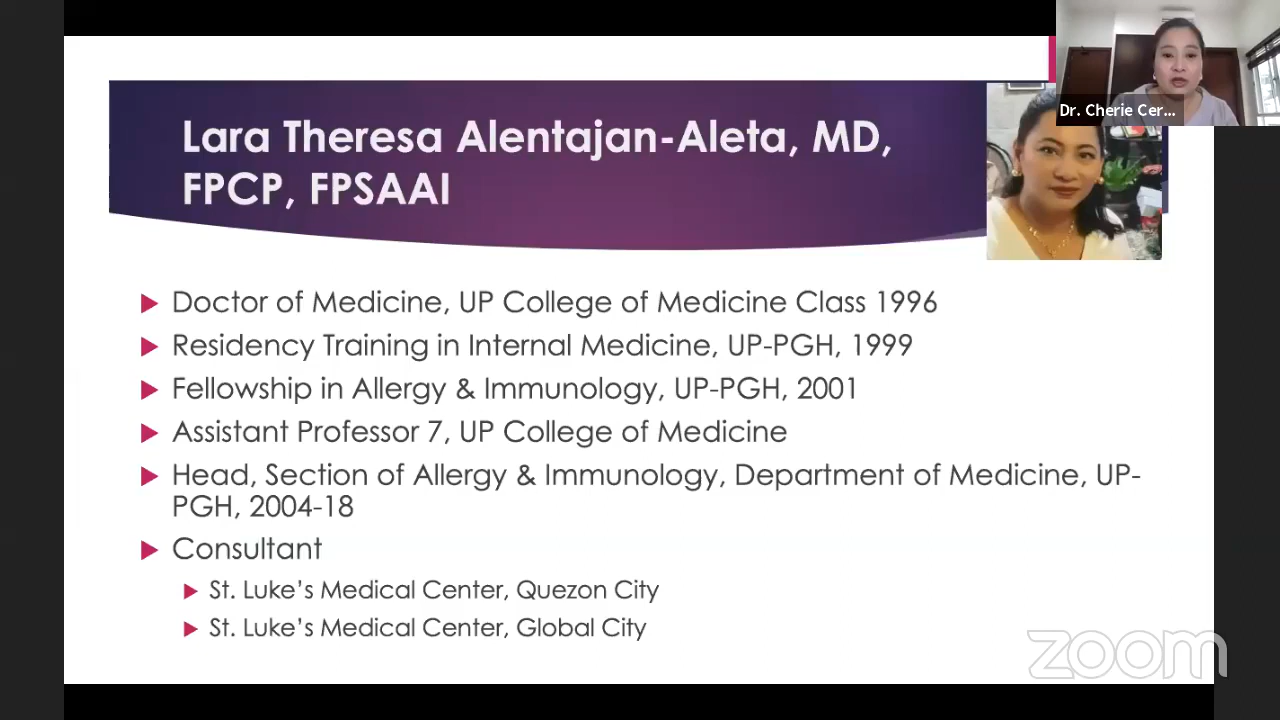 Dr. Cherie Cer...
Lara Theresa Alentajan-Aleta, MD,
FPCP, FPSAAI
Doctor of Medicine, UP College of Medicine Class 1996
Residency Training in Internal Medicine, UP-PGH, 1999
Fellowship in Allergy & Immunology, UP-PGH, 2001
Assistant Professor 7, UP College of Medicine
Head, Section of Allergy & Immunology, Department of Medicine, UP-
PGH, 2004-18
Consultant
St. Luke’s Medical Center, Quezon City
St. Luke’s Medical Center, Global City
zoom